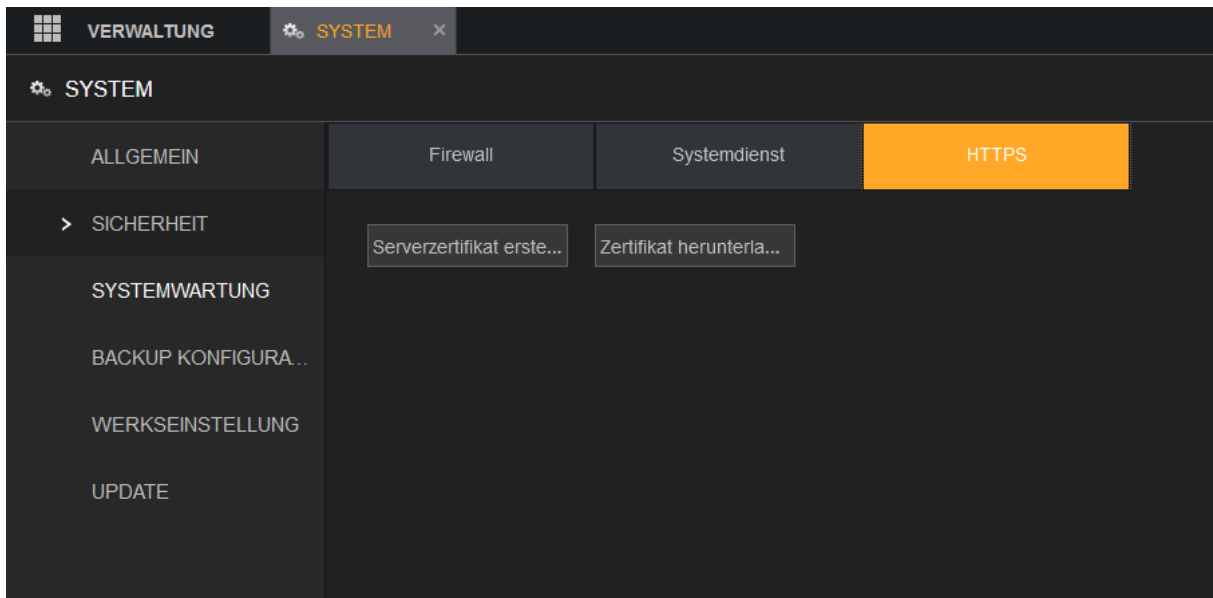 VERWALTUNG SYSTEM ×
SYSTEM
ALLGEMEIN
SICHERHEIT
SYSTEMWARTUNG
BACKUP KONFIGURA...
WERKSEINSTELLUNG
UPDATE
Firewall Systemdienst HTTPS
Serverzertifikat erste... Zertifikat herunterla...